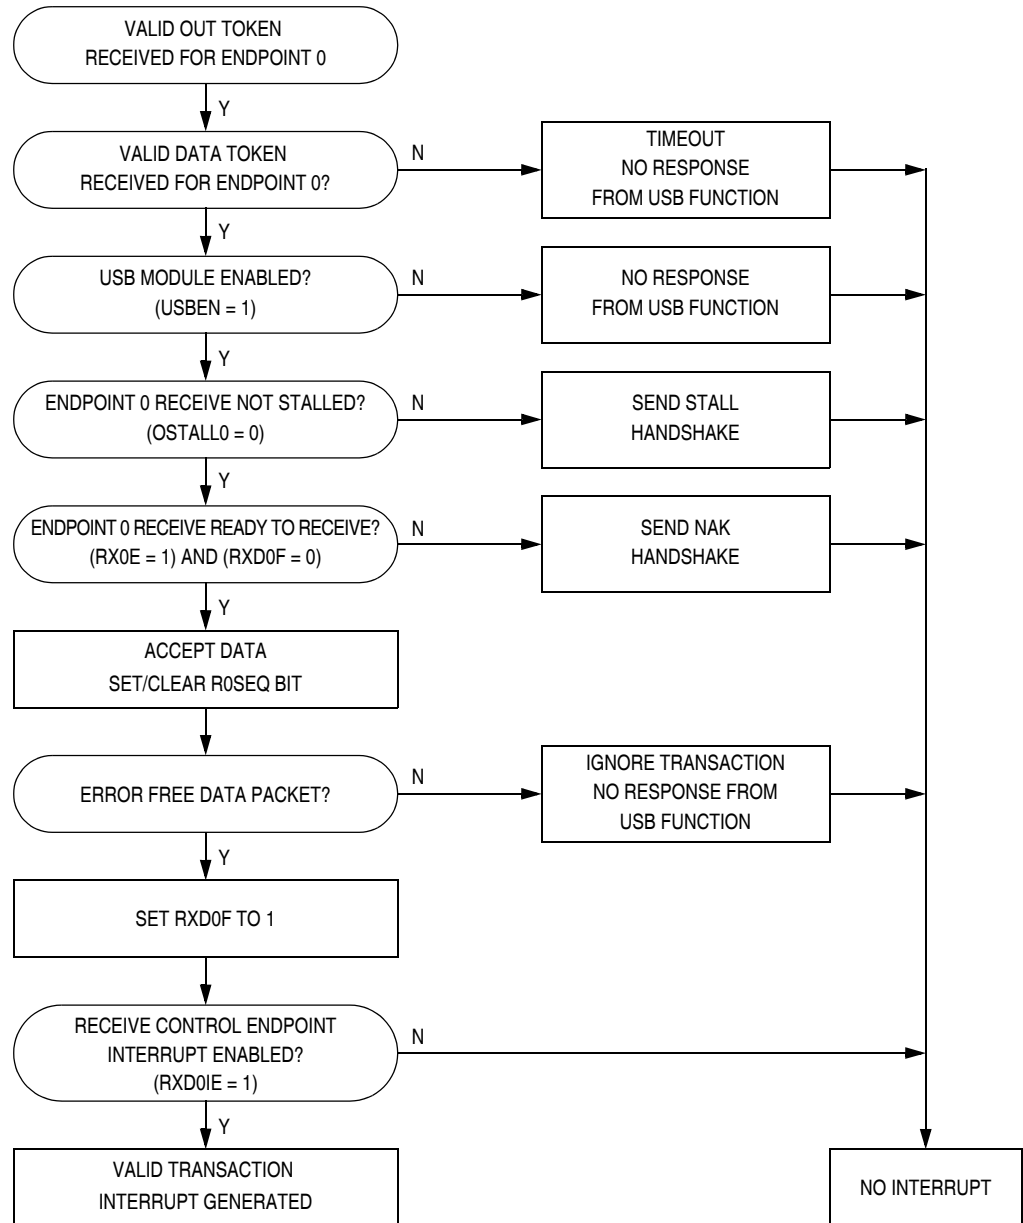 VALID OUT TOKEN
RECEIVED FOR ENDPOINT 0
Y
VALID DATA TOKEN
RECEIVED FOR ENDPOINT 0?
N
TIMEOUT
NO RESPONSE
FROM USB FUNCTION
Y
USB MODULE ENABLED?
(USBEN = 1)
N
NO RESPONSE
FROM USB FUNCTION
Y
ENDPOINT 0 RECEIVE NOT STALLED?
(OSTALL0 = 0)
N
SEND STALL
HANDSHAKE
Y
ENDPOINT 0 RECEIVE READY TO RECEIVE?
(RX0E = 1) AND (RXD0F = 0)
N
SEND NAK
HANDSHAKE
Y
ACCEPT DATA
SET/CLEAR R0SEQ BIT
ERROR FREE DATA PACKET?
N
IGNORE TRANSACTION
NO RESPONSE FROM
USB FUNCTION
Y
SET RXD0F TO 1
RECEIVE CONTROL ENDPOINT
INTERRUPT ENABLED?
(RXD0IE = 1)
N
Y
VALID TRANSACTION
INTERRUPT GENERATED
NO INTERRUPT